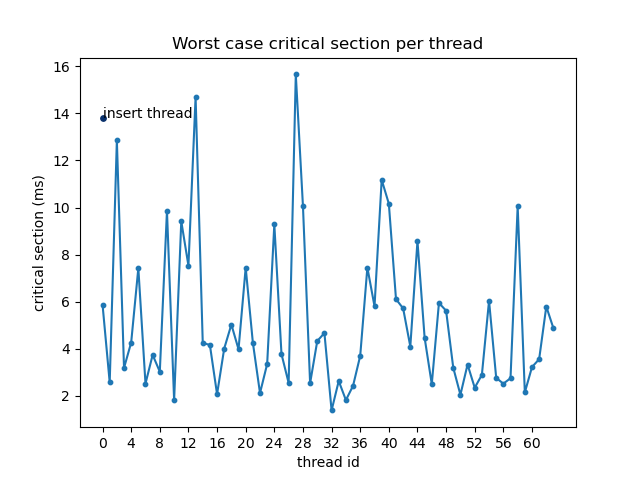 Worst case critical section per thread
critical section (ms)
16
14
12
10
8
6
4
2
insert thread
0 4 8 12 16 20 24 28 32 36 40 44 48 52 56 60
thread id